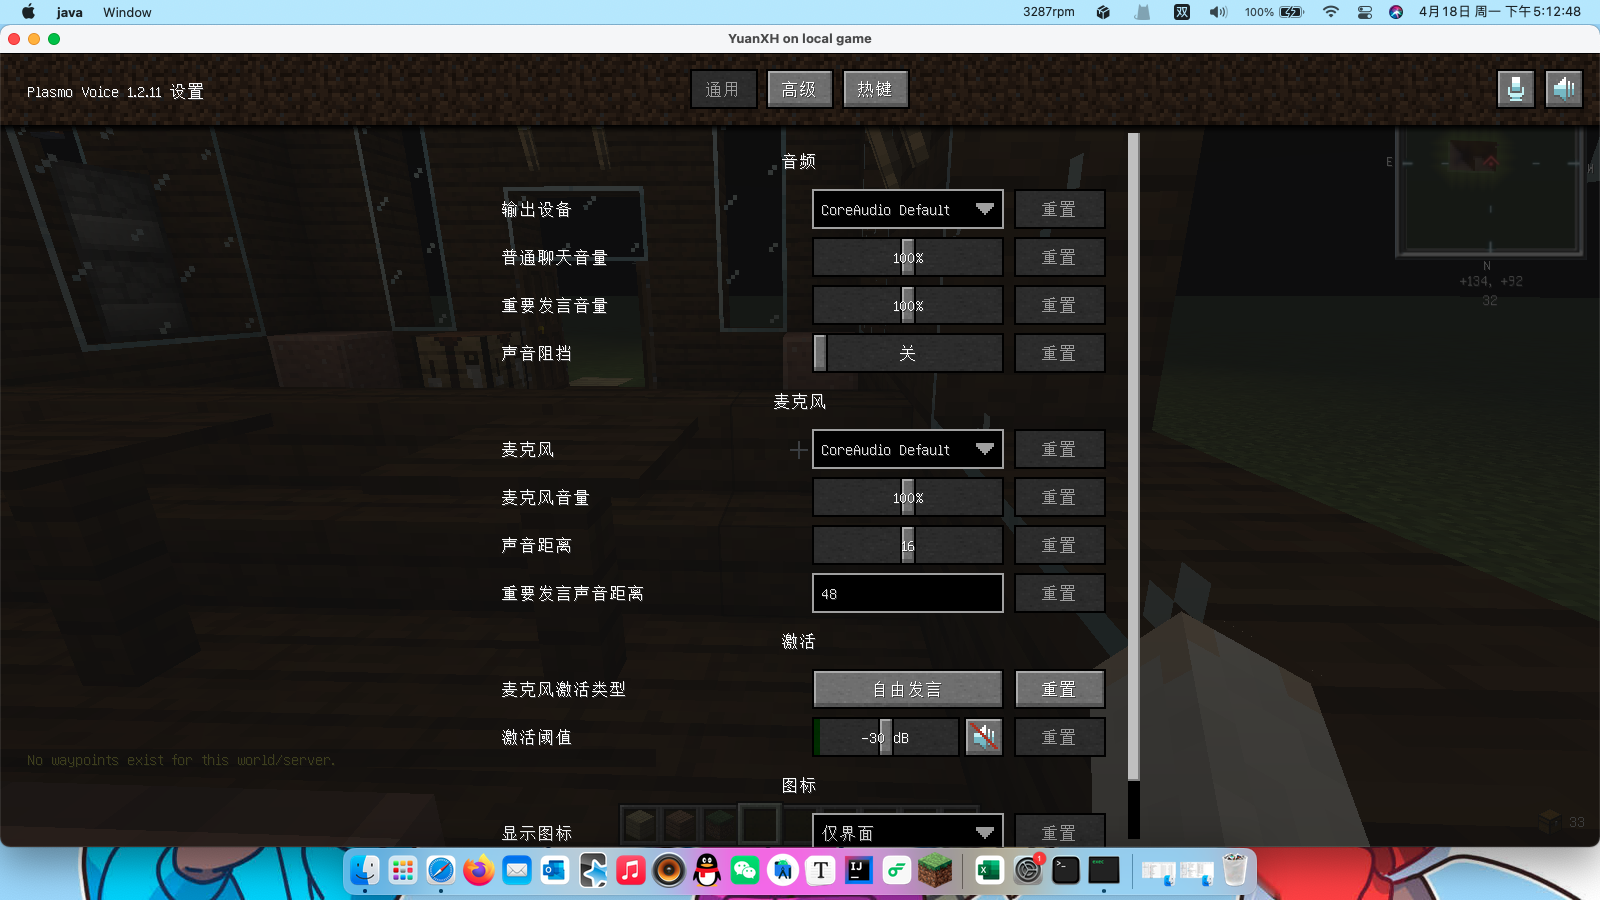 java Window 3287rpm 双 100% 4月18日 周一 下午5:12:48
YuanXH on local game
Plasmo Voice 1.2.11 设置 通用 高级 热键
音频
E
输出设备 CoreAudio Default 重置
普通聊天音量 100% 重置
N
+134, +92
32
重要发言音量 100% 重置
声音阻挡 关 重置
麦克风
麦克风 CoreAudio Default 重置
麦克风音量 100% 重置
声音距离 16 重置
重要发言声音距离 48 重置
激活
麦克风激活类型 自由发言 重置
激活阈值 -30 dB 重置
No waypoints exist for this world/server.
图标
显示图标 仅界面 重置
33